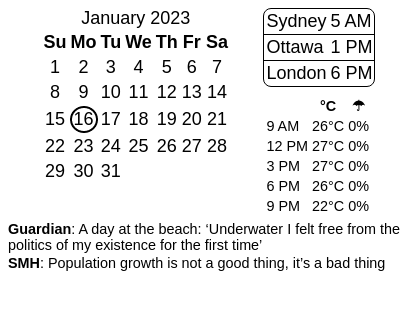 January 2023
Su Mo Tu We Th Fr Sa
1 2 3 4 5 6 7
8 9 10 11 12 13 14
15 16 17 18 19 20 21
22 23 24 25 26 27 28
29 30 31
Sydney 5 AM
Ottawa 1 PM
London 6 PM
°C ☂
9 AM 26°C 0%
12 PM 27°C 0%
3 PM 27°C 0%
6 PM 26°C 0%
9 PM 22°C 0%
Guardian: A day at the beach: ‘Underwater I felt free from the
politics of my existence for the first time’
SMH: Population growth is not a good thing, it’s a bad thing